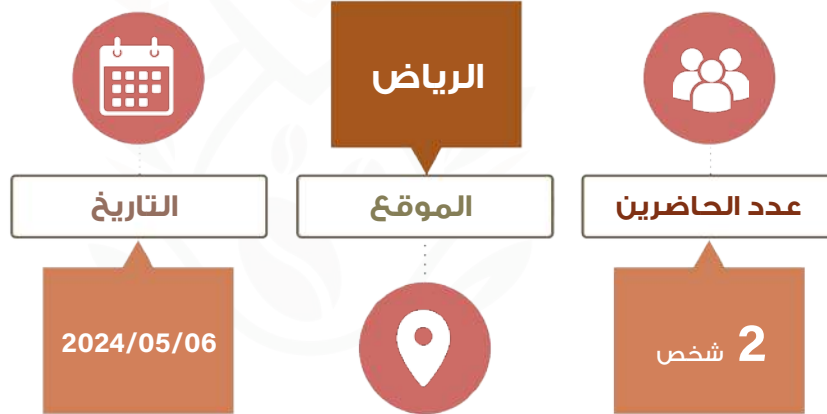 الرياض
عدد الحاضرين
الموقع
التاريخ
2 شخص
2024/05/06